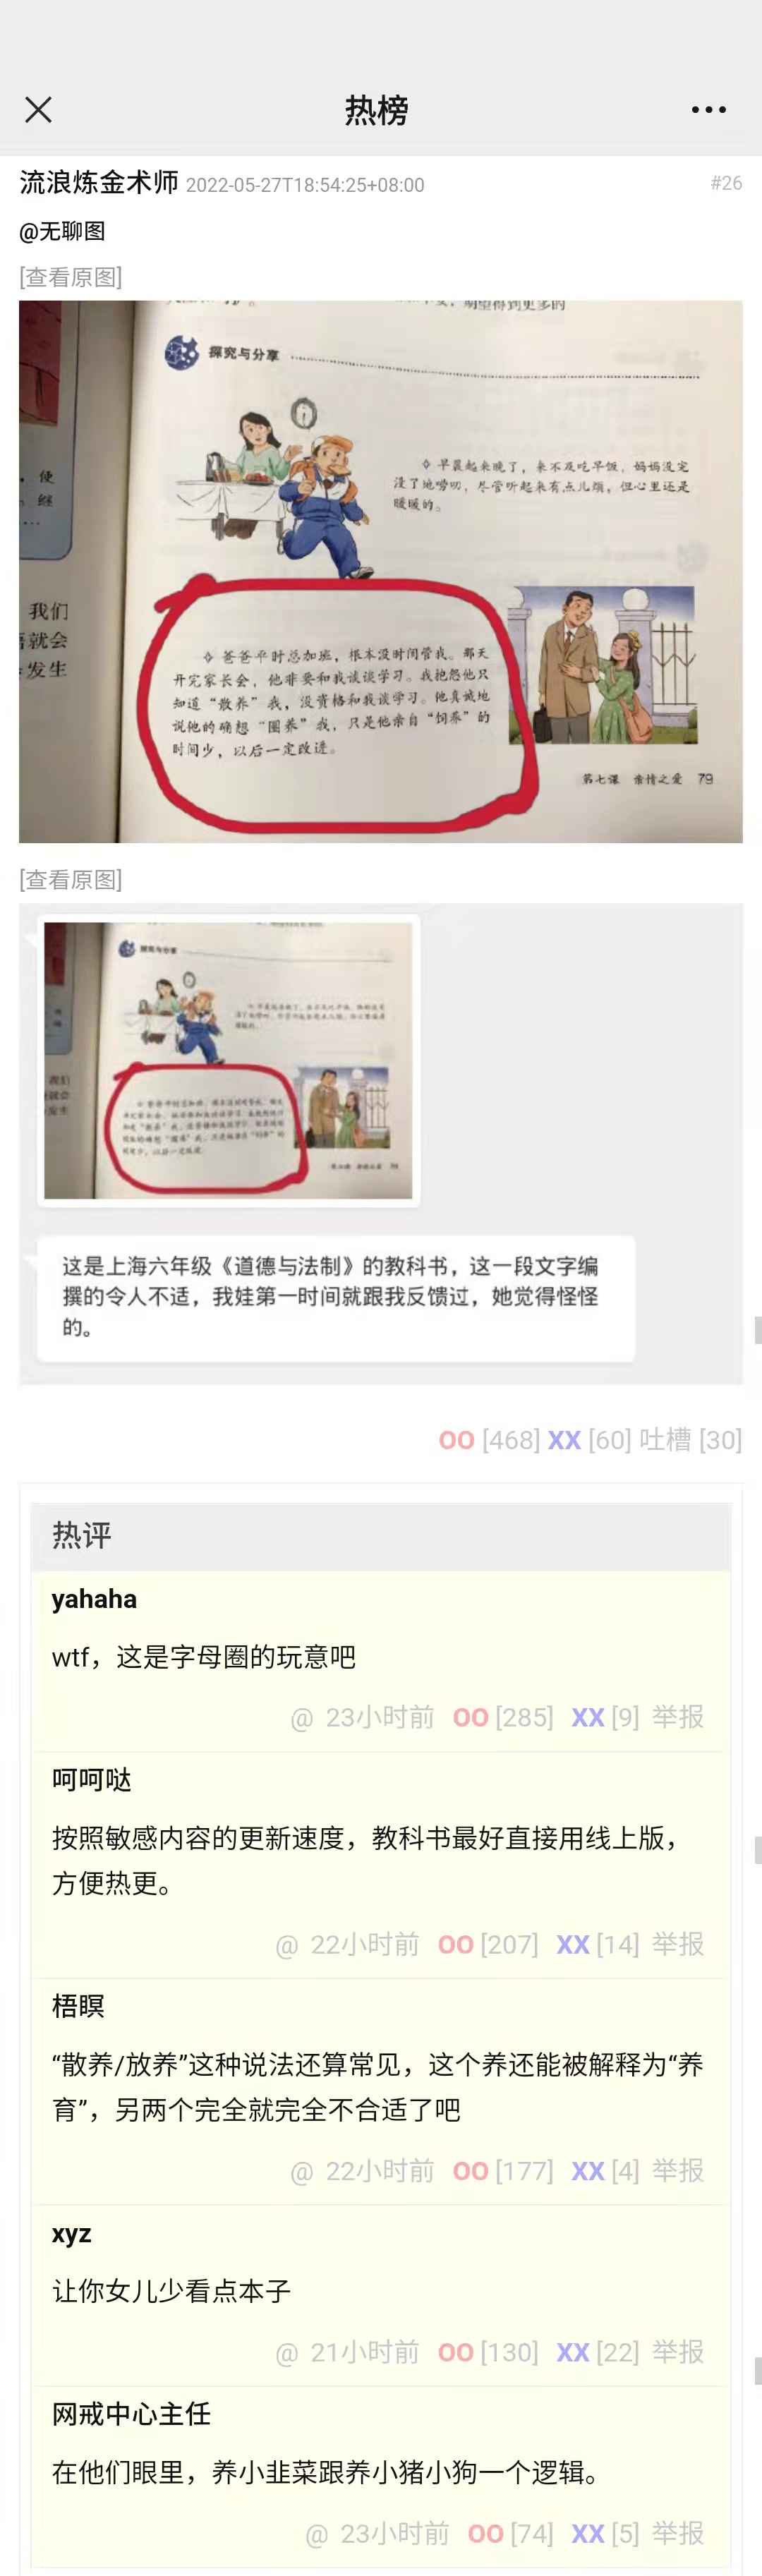 热榜
流浪炼金术师 2022-05-27T18:54:25+08:00 #26
@无聊图
[查看原图]
期望得到更多的
探究与分享
早晨起来晚了，来不及吃早饭，妈妈没完
没了地唠叨，尽管听起来有点儿烦，但心里还是
暖暖的。
使
继
我们
就会
发生
爸爸平时总加班，根本没时间管我。那天
开完家长会，他非要和我谈谈学习。我抱怨他只
知道“散养”我，没资格和我谈学习。他真诚地
说他的确想“圈养”我，只是他亲自“饲养”的
时间少，以后一定改进。
第七课 亲情之爱 79
[查看原图]
探究与分享
这是上海六年级《道德与法制》的教科书，这一段文字编
撰的令人不适，我娃第一时间就跟我反馈过，她觉得怪怪
的。
OO [468] XX [60] 吐槽 [30]
热评
yahaha
wtf，这是字母圈的玩意吧
@ 23小时前 OO [285] XX [9] 举报
呵呵哒
按照敏感内容的更新速度，教科书最好直接用线上版，
方便热更。
@ 22小时前 OO [207] XX [14] 举报
梧瞑
“散养/放养”这种说法还算常见，这个养还能被解释为“养
育”，另两个完全就完全不合适了吧
@ 22小时前 OO [177] XX [4] 举报
xyz
让你女儿少看点本子
@ 21小时前 OO [130] XX [22] 举报
网戒中心主任
在他们眼里，养小韭菜跟养小猪小狗一个逻辑。
@ 23小时前 OO [74] XX [5] 举报